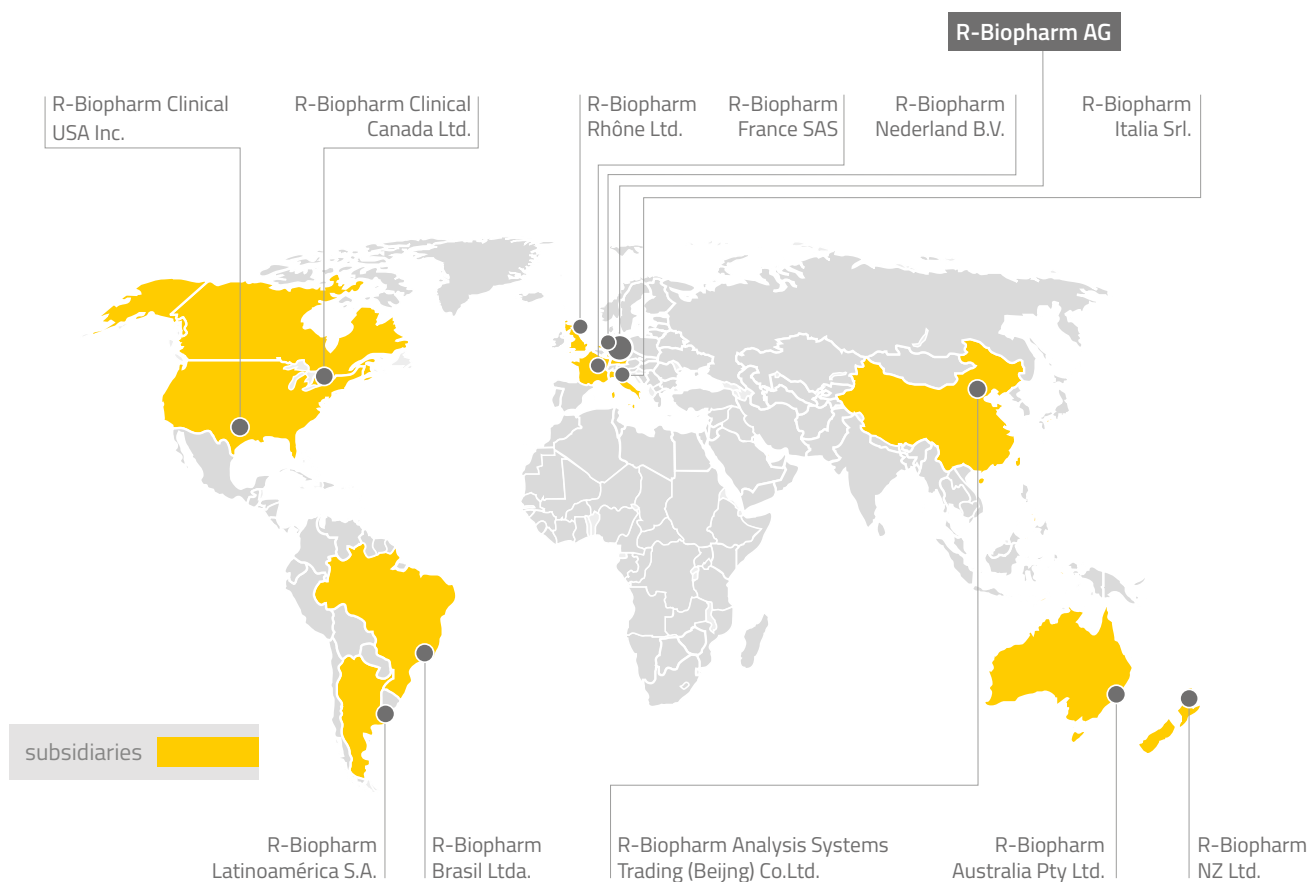 R-Biopharm AG
R-Biopharm Clinical
USA Inc.
R-Biopharm Clinical
Canada Ltd.
R-Biopharm
Rhône Ltd.
R-Biopharm
France SAS
R-Biopharm
Nederland B.V.
R-Biopharm
Italia Srl.
subsidiaries
R-Biopharm
Latinoamérica S.A.
R-Biopharm
Brasil Ltda.
R-Biopharm Analysis Systems
Trading (Beijng) Co.Ltd.
R-Biopharm
Australia Pty Ltd.
R-Biopharm
NZ Ltd.